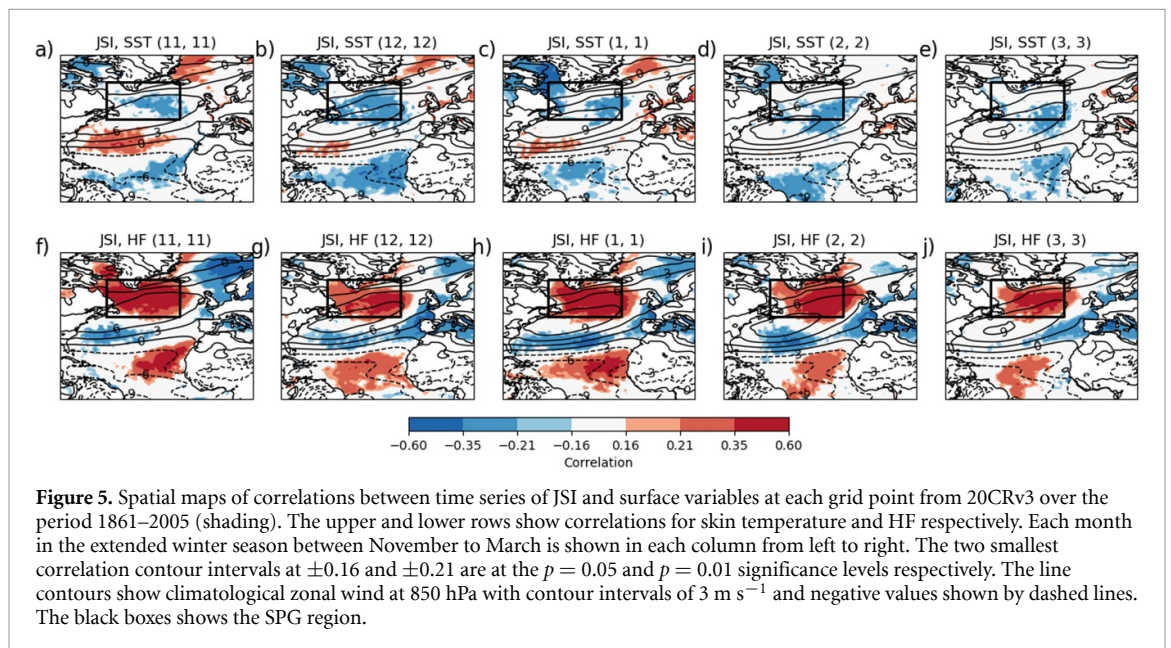 a) JSI, SST (11, 11) b) JSI, SST (12, 12) c) JSI, SST (1, 1) d) JSI, SST (2, 2) e) JSI, SST (3, 3)
f) JSI, HF (11, 11) g) JSI, HF (12, 12) h) JSI, HF (1, 1) i) JSI, HF (2, 2) j) JSI, HF (3, 3)
−0.60 −0.35 −0.21 −0.16 0.16 0.21 0.35 0.60
Correlation
Figure 5. Spatial maps of correlations between time series of JSI and surface variables at each grid point from 20CRv3 over the
period 1861–2005 (shading). The upper and lower rows show correlations for skin temperature and HF respectively. Each month
in the extended winter season between November to March is shown in each column from left to right. The two smallest
correlation contour intervals at ±0.16 and ±0.21 are at the p = 0.05 and p = 0.01 significance levels respectively. The line
contours show climatological zonal wind at 850 hPa with contour intervals of 3 m s⁻¹ and negative values shown by dashed lines.
The black boxes shows the SPG region.